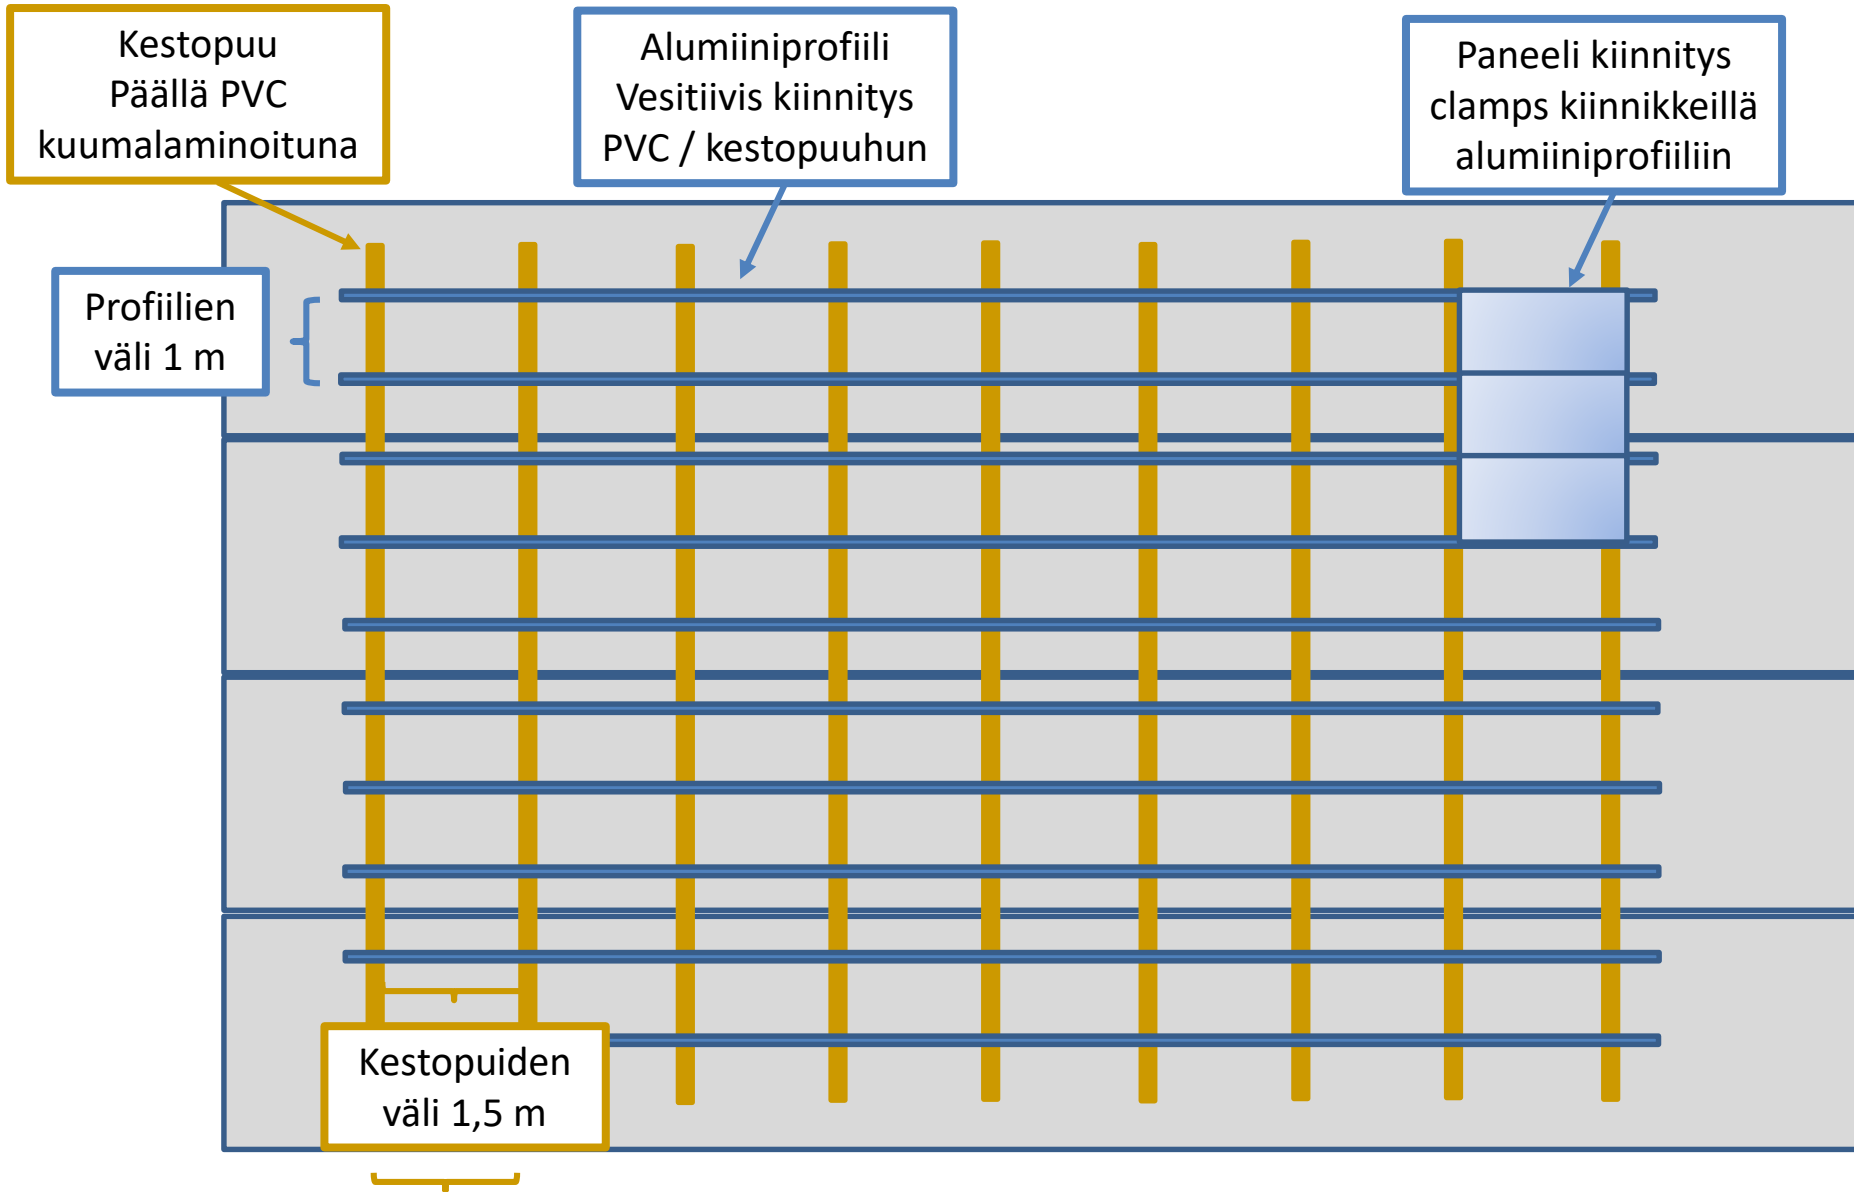 Kestopuu
Päällä PVC
kuumalaminoituna
Alumiiniprofiili
Vesitiivis kiinnitys
PVC / kestopuuhun
Paneeli kiinnitys
clamps kiinnikkeillä
alumiiniprofiiliin
Profiilien
väli 1 m
Kestopuiden
väli 1,5 m